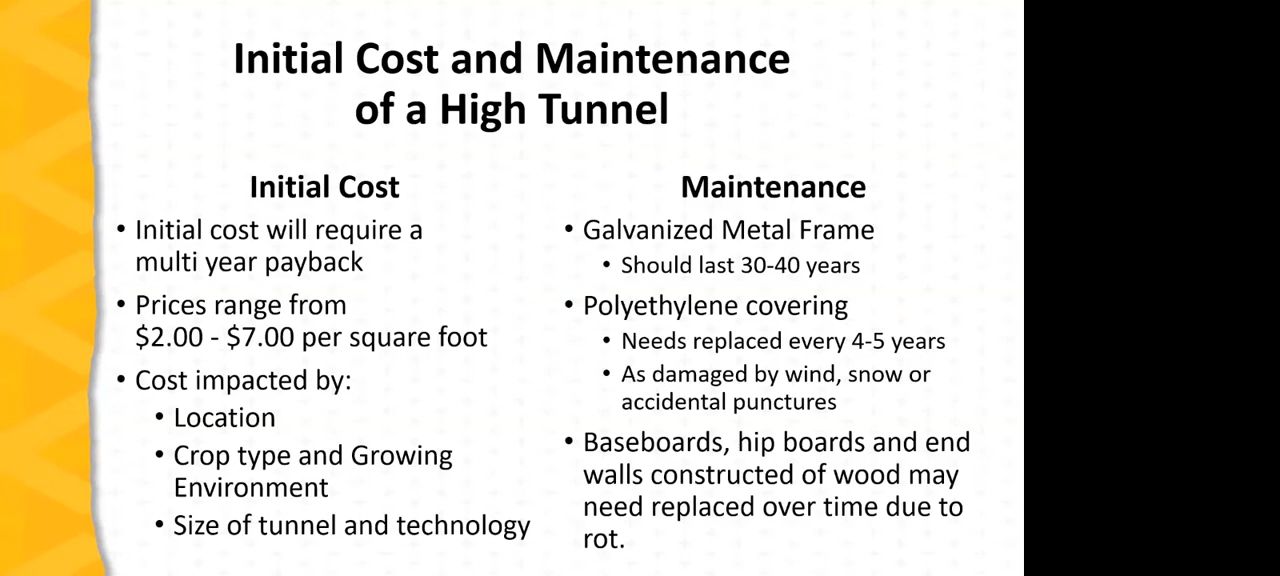 Initial Cost and Maintenance
of a High Tunnel
Initial Cost
• Initial cost will require a
multi year payback
• Prices range from
$2.00 - $7.00 per square foot
• Cost impacted by:
• Location
• Crop type and Growing
Environment
• Size of tunnel and technology
Maintenance
• Galvanized Metal Frame
• Should last 30-40 years
• Polyethylene covering
• Needs replaced every 4-5 years
• As damaged by wind, snow or
accidental punctures
• Baseboards, hip boards and end
walls constructed of wood may
need replaced over time due to
rot.